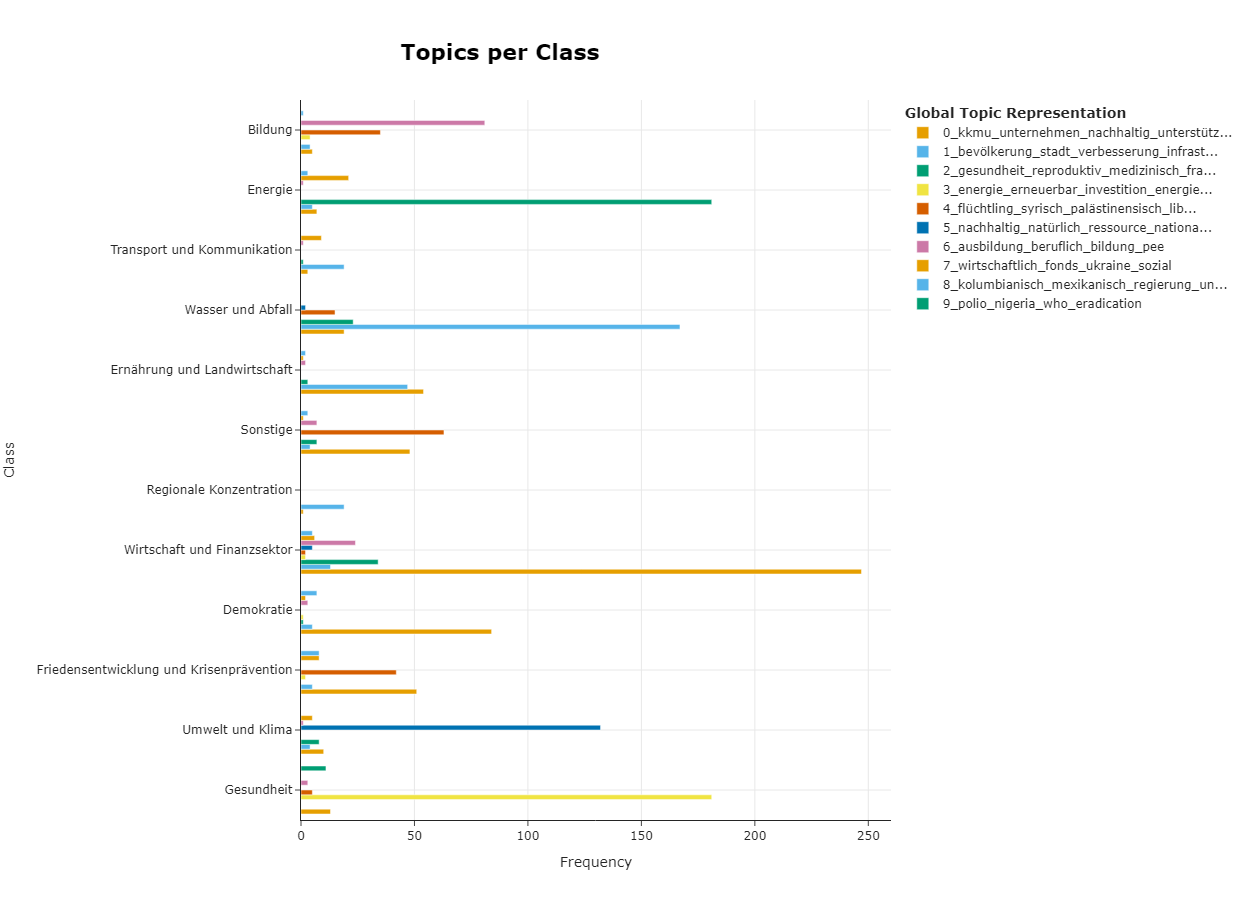 Topics per Class
Global Topic Representation
0_kkmu_unternehmen_nachhaltig_unterstütz...
1_bevölkerung_stadt_verbesserung_infrast...
2_gesundheit_reproduktiv_medizinisch_fra...
3_energie_erneuerbar_investition_energie...
4_flüchtling_syrisch_palästinensisch_lib...
5_nachhaltig_natürlich_ressource_nationa...
6_ausbildung_beruflich_bildung_pee
7_wirtschaftlich_fonds_ukraine_sozial
8_kolumbianisch_mexikanisch_regierung_un...
9_polio_nigeria_who_eradication
Class
Bildung
Energie
Transport und Kommunikation
Wasser und Abfall
Ernährung und Landwirtschaft
Sonstige
Regionale Konzentration
Wirtschaft und Finanzsektor
Demokratie
Friedensentwicklung und Krisenprävention
Umwelt und Klima
Gesundheit
0 50 100 150 200 250
Frequency